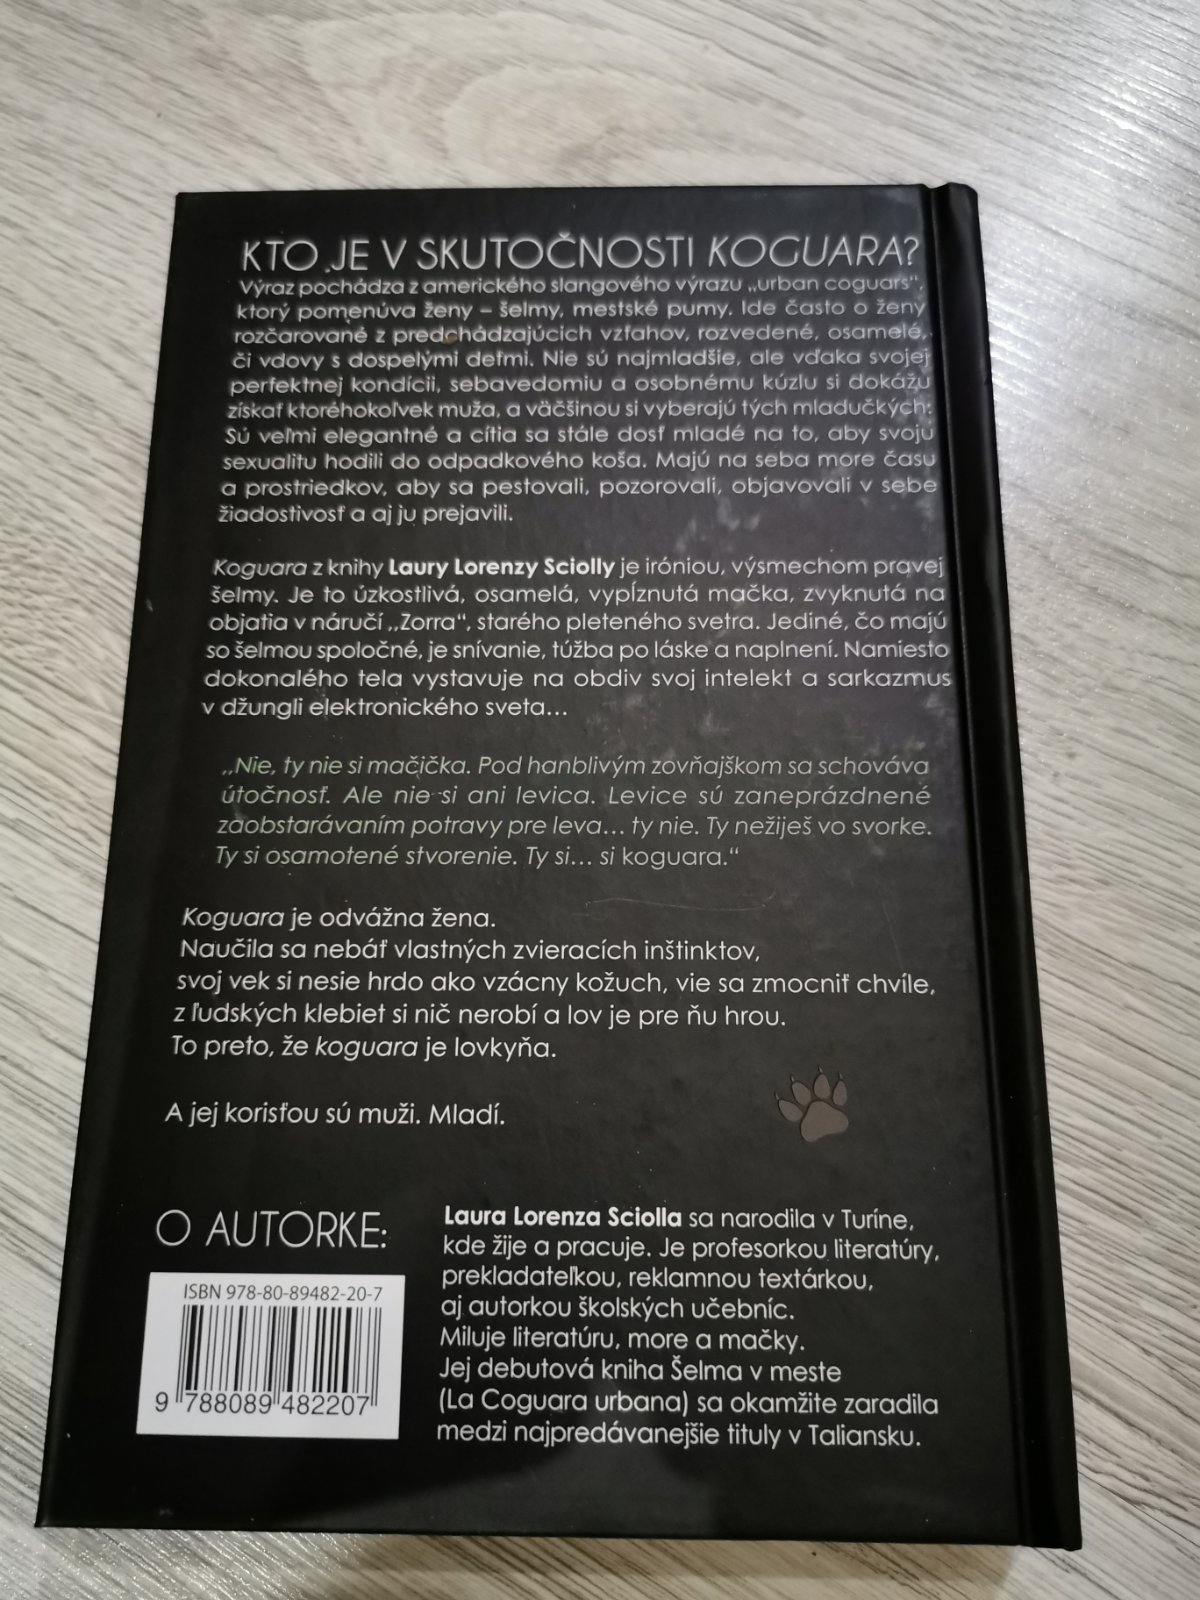 KTO JE V SKUTOČNOSTI KOGUARA?
Výraz pochádza z amerického slangového výrazu „urban coguars“,
ktorý pomenúva ženy – šelmy, mestské pumy. Ide často o ženy
rozčarované z predchádzajúcich vzťahov, rozvedené, osamelé,
či vdovy s dospelými deťmi. Nie sú najmladšie, ale vďaka svojej
perfektnej kondícii, sebavedomiu a osobnému kúzlu si dokážu
získať ktoréhokoľvek muža, a väčšinou si vyberajú tých mladučkých.
Sú veľmi elegantné a cítia sa stále dosť mladé na to, aby svoju
sexualitu hodili do odpadkového koša. Majú na seba more času
a prostriedkov, aby sa pestovali, pozorovali, objavovali v sebe
žiadostivosť a aj ju prejavili.
Koguara z knihy Laury Lorenzy Sciolly je iróniou, výsmechom pravej
šelmy. Je to úzkostlivá, osamelá, vypĺznutá mačka, zvyknutá na
objatia v náručí „Zorra“, starého pleteného svetra. Jediné, čo majú
so šelmou spoločné, je snívanie, túžba po láske a naplnení. Namiesto
dokonalého tela vystavuje na obdiv svoj intelekt a sarkazmus
v džungli elektronického sveta...
„Nie, ty nie si mačička. Pod hanblivým zovňajškom sa schováva
útočnosť. Ale nie si ani levica. Levice sú zaneprázdnené
zaobstarávaním potravy pre leva... ty nie. Ty nežiješ vo svorke.
Ty si osamotené stvorenie. Ty si... si koguara.“
Koguara je odvážna žena.
Naučila sa nebáť vlastných zvieracích inštinktov,
svoj vek si nesie hrdo ako vzácny kožuch, vie sa zmocniť chvíle,
z ľudských klebiet si nič nerobí a lov je pre ňu hrou.
To preto, že koguara je lovkyňa.
A jej korisťou sú muži. Mladí.
O AUTORKE:
Laura Lorenza Sciolla sa narodila v Turíne,
kde žije a pracuje. Je profesorkou literatúry,
prekladateľkou, reklamnou textárkou,
aj autorkou školských učebníc.
Miluje literatúru, more a mačky.
Jej debutová kniha Šelma v meste
(La Coguara urbana) sa okamžite zaradila
medzi najpredávanejšie tituly v Taliansku.
ISBN 978-80-89482-20-7
9 788089 482207